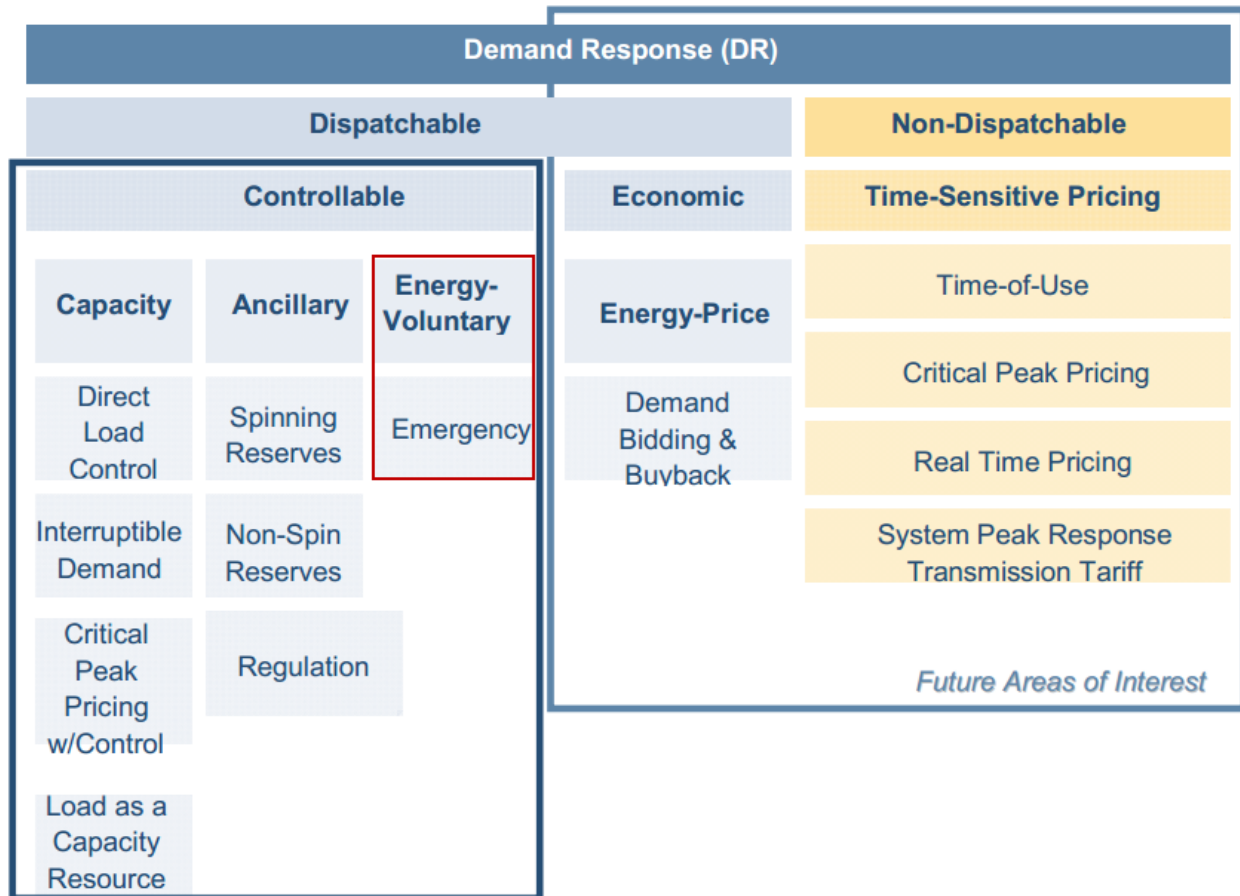 Demand Response (DR)
Dispatchable
Non-Dispatchable
Controllable
Economic
Time-Sensitive Pricing
Capacity
Ancillary
Energy-
Voluntary
Energy-Price
Direct
Load
Control
Spinning
Reserves
Emergency
Demand
Bidding &
Buyback
Interruptible
Demand
Non-Spin
Reserves
Critical
Peak
Pricing
w/Control
Regulation
Load as a
Capacity
Resource
Time-of-Use
Critical Peak Pricing
Real Time Pricing
System Peak Response
Transmission Tariff
Future Areas of Interest